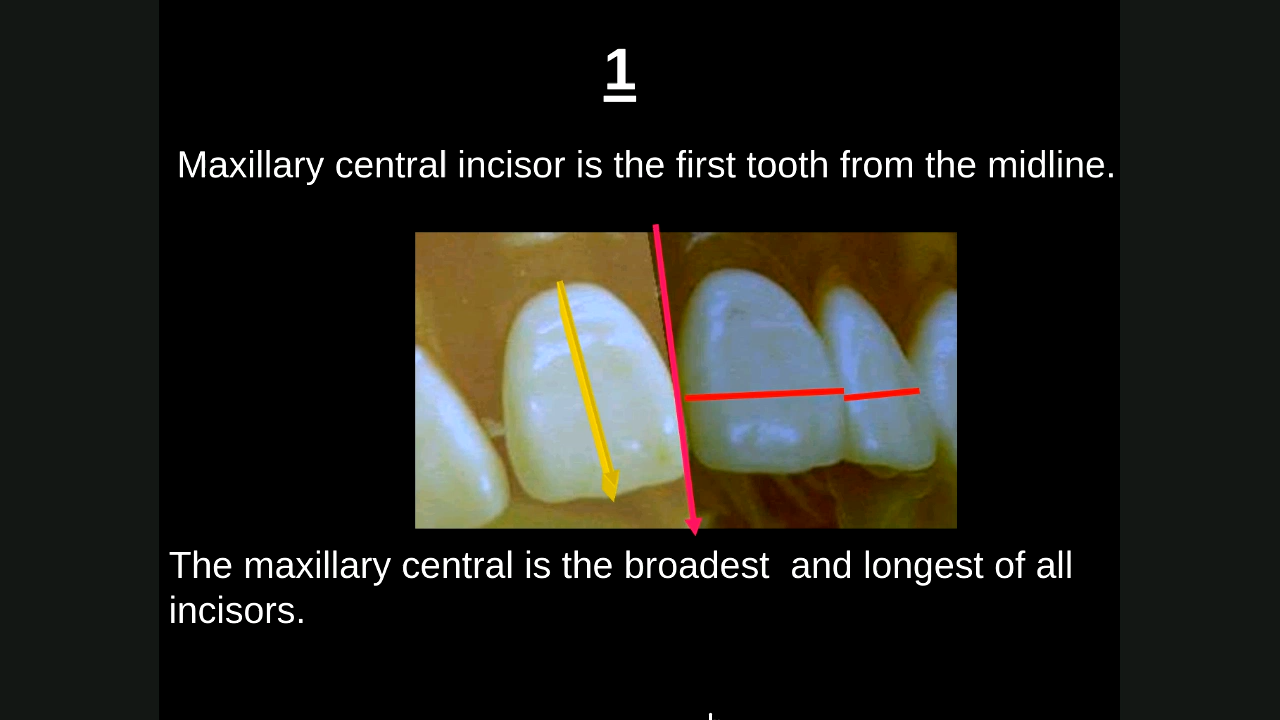 1
Maxillary central incisor is the first tooth from the midline.
The maxillary central is the broadest  and longest of all
incisors.